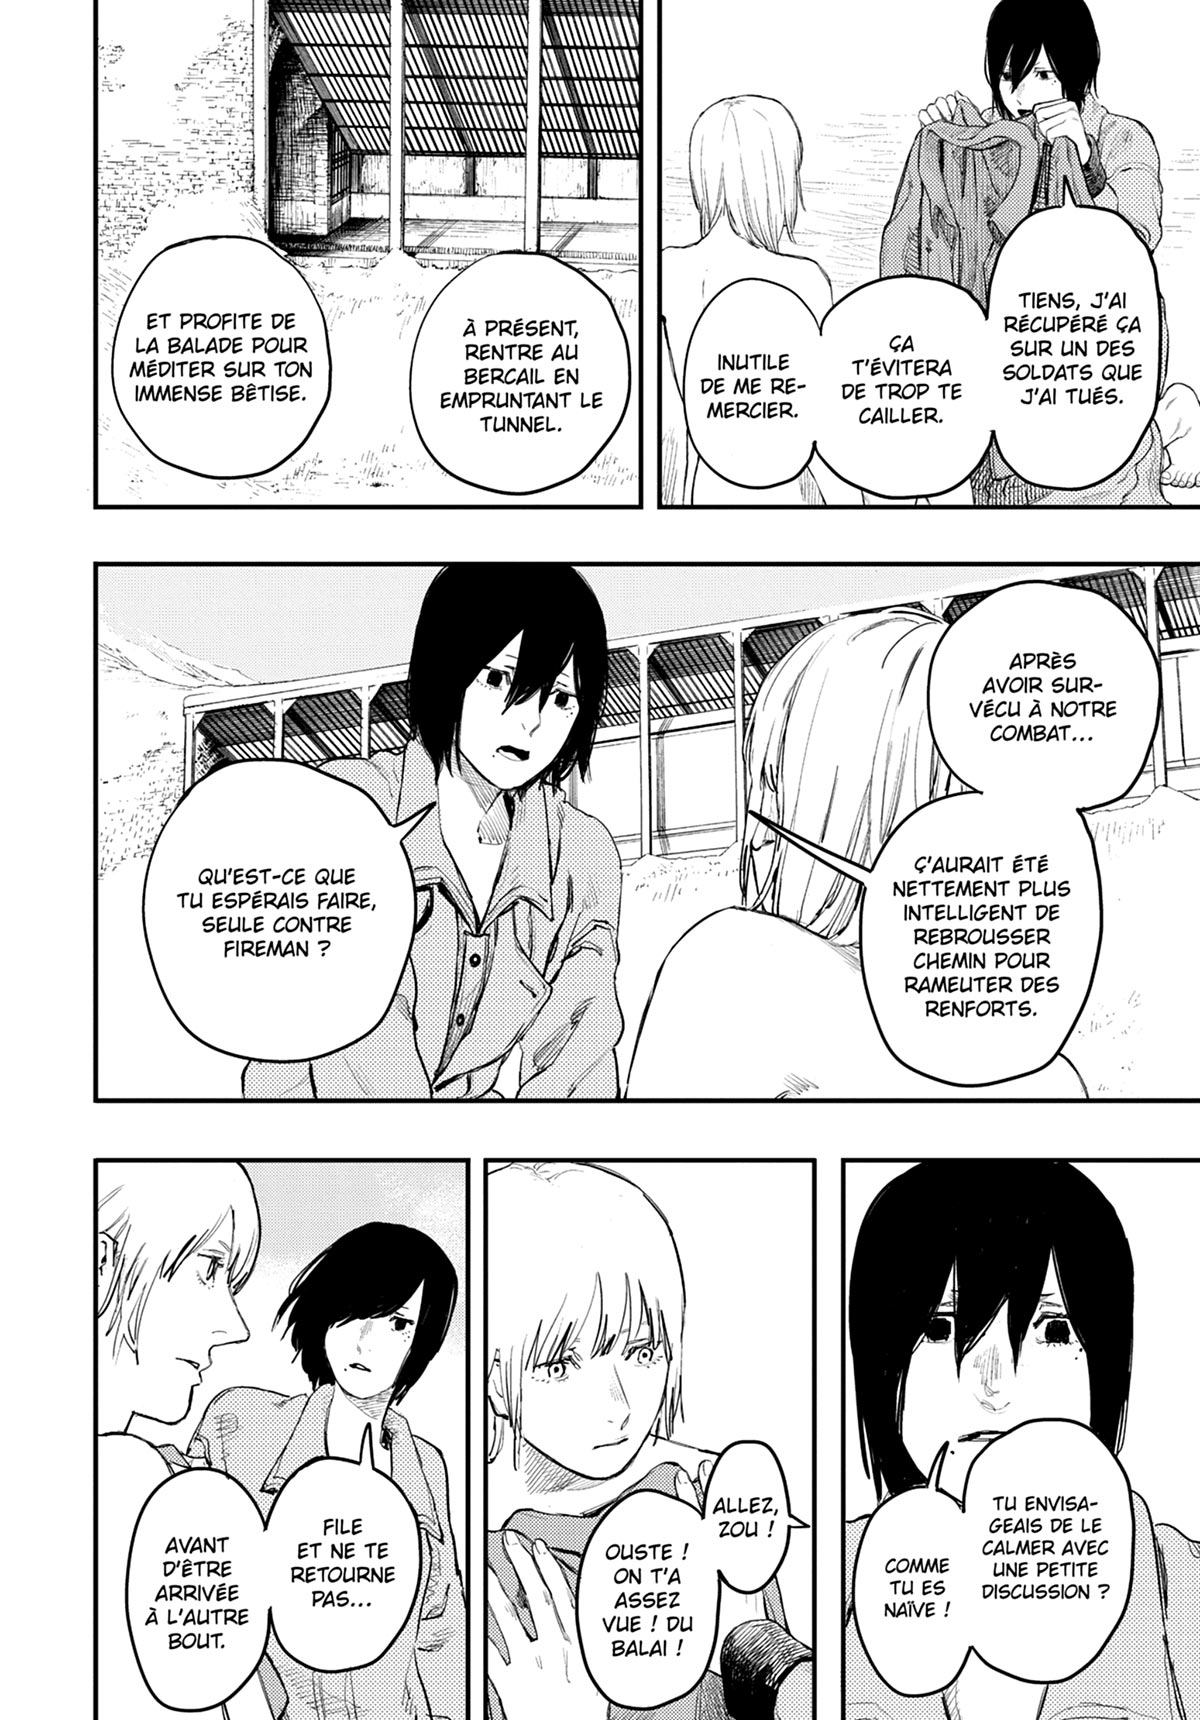 TIENS, J'AI
RÉCUPÉRÉ ÇA
SUR UN DES
SOLDATS QUE
J'AI TUÉS.
ÇA
T'ÉVITERA
DE TROP TE
CAILLER.
INUTILE
DE ME RE-
MERCIER.
À PRÉSENT,
RENTRE AU
BERCAIL EN
EMPRUNTANT LE
TUNNEL.
ET PROFITE DE
LA BALADE POUR
MÉDITER SUR TON
IMMENSE BÊTISE.
APRÈS
AVOIR SUR-
VÉCU À NOTRE
COMBAT...
Ç'AURAIT ÉTÉ
NETTEMENT PLUS
INTELLIGENT DE
REBROUSSER
CHEMIN POUR
RAMEUTER DES
RENFORTS.
QU'EST-CE QUE
TU ESPÉRAIS FAIRE,
SEULE CONTRE
FIREMAN ?
TU ENVISA-
GEAIS DE LE
CALMER AVEC
UNE PETITE
DISCUSSION ?
COMME
TU ES
NAÏVE !
ALLEZ,
ZOU !
OUSTE !
ON T'A
ASSEZ
VUE ! DU
BALAI !
FILE
ET NE TE
RETOURNE
PAS...
AVANT
D'ÊTRE
ARRIVÉE
À L'AUTRE
BOUT.